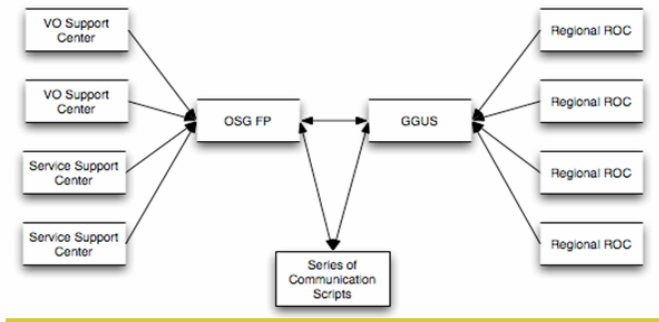 VO Support
Center
VO Support
Center
Service Support
Center
Service Support
Center
OSG FP
GGUS
Series of
Communication
Scripts
Regional ROC
Regional ROC
Regional ROC
Regional ROC